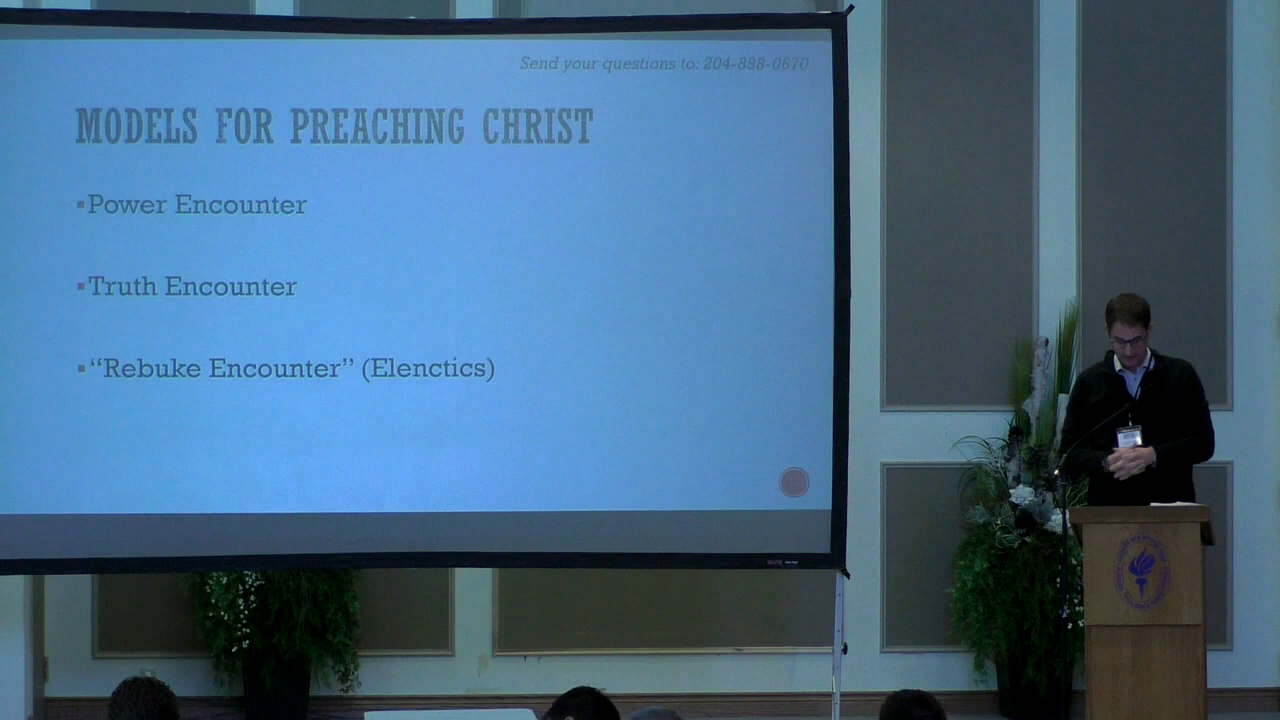 Send your questions to: 204-898-0670
MODELS FOR PREACHING CHRIST
▪Power Encounter
▪Truth Encounter
▪“Rebuke Encounter” (Elenctics)